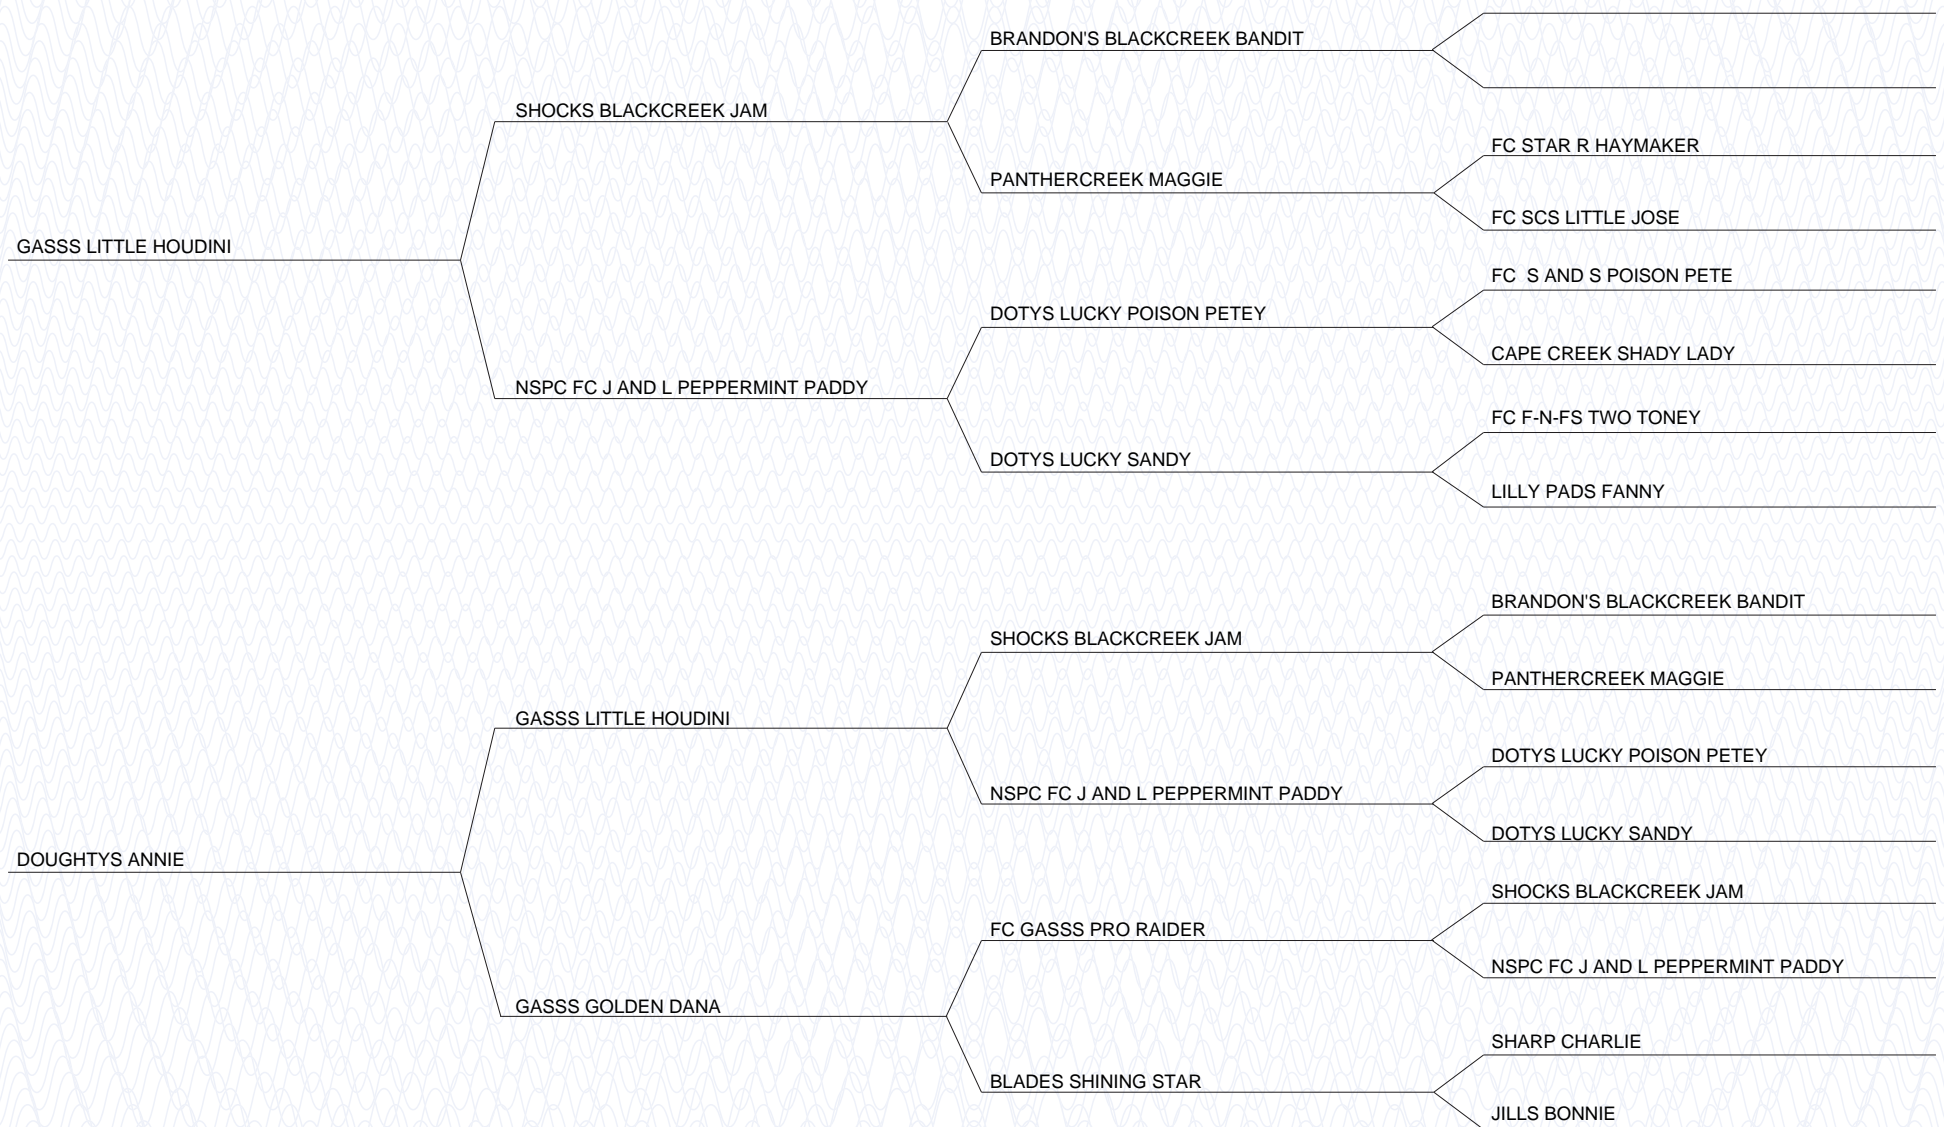 BRANDON'S BLACKCREEK BANDIT
SHOCKS BLACKCREEK JAM
FC STAR R HAYMAKER
PANTHERCREEK MAGGIE
FC SCS LITTLE JOSE
GASSS LITTLE HOUDINI
FC  S AND S POISON PETE
DOTYS LUCKY POISON PETEY
CAPE CREEK SHADY LADY
NSPC FC J AND L PEPPERMINT PADDY
FC F-N-FS TWO TONEY
DOTYS LUCKY SANDY
LILLY PADS FANNY
BRANDON'S BLACKCREEK BANDIT
SHOCKS BLACKCREEK JAM
PANTHERCREEK MAGGIE
GASSS LITTLE HOUDINI
DOTYS LUCKY POISON PETEY
NSPC FC J AND L PEPPERMINT PADDY
DOTYS LUCKY SANDY
DOUGHTYS ANNIE
SHOCKS BLACKCREEK JAM
FC GASSS PRO RAIDER
NSPC FC J AND L PEPPERMINT PADDY
GASSS GOLDEN DANA
SHARP CHARLIE
BLADES SHINING STAR
JILLS BONNIE